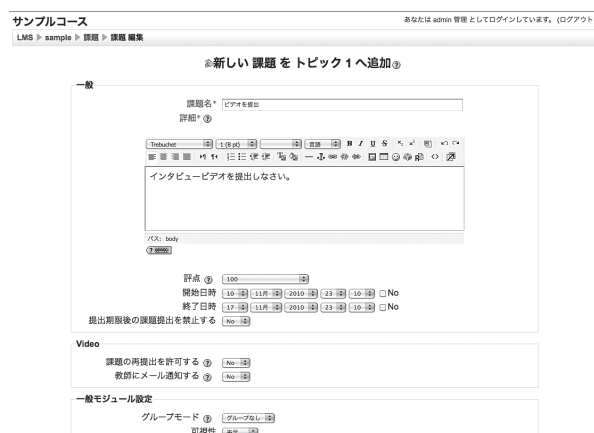 サンプルコース
あなたは admin 管理 としてログインしています。 (ログアウト
LMS ▶ sample ▶ 課題 ▶ 課題 編集
新しい 課題 を トピック 1 へ追加
一般
課題名* ビデオを提出
詳細*
Trebuchet 1 (8 pt) 言語 B I U S
インタビュービデオを提出しなさい。
パス: body
評点 100
開始日時 10 11月 2010 23 10 No
終了日時 17 11月 2010 23 10 No
提出期限後の課題提出を禁止する No
Video
課題の再提出を許可する No
教師にメール通知する No
一般モジュール設定
グループモード グループなし
可視性